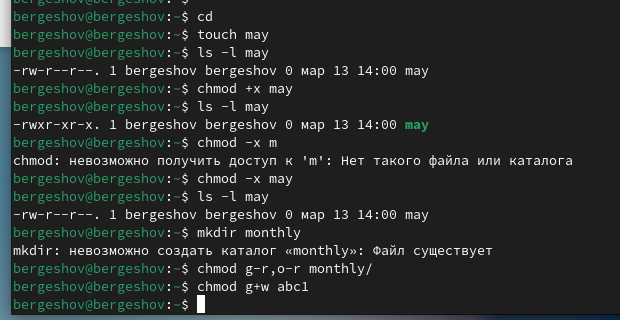 bergeshov@bergeshov:~$ cd
bergeshov@bergeshov:~$ touch may
bergeshov@bergeshov:~$ ls -l may
-rw-r--r--. 1 bergeshov bergeshov 0 мар 13 14:00 may
bergeshov@bergeshov:~$ chmod +x may
bergeshov@bergeshov:~$ ls -l may
-rwxr-xr-x. 1 bergeshov bergeshov 0 мар 13 14:00 may
bergeshov@bergeshov:~$ chmod -x m
chmod: невозможно получить доступ к 'm': Нет такого файла или каталога
bergeshov@bergeshov:~$ chmod -x may
bergeshov@bergeshov:~$ ls -l may
-rw-r--r--. 1 bergeshov bergeshov 0 мар 13 14:00 may
bergeshov@bergeshov:~$ mkdir monthly
mkdir: невозможно создать каталог «monthly»: Файл существует
bergeshov@bergeshov:~$ chmod g-r,o-r monthly/
bergeshov@bergeshov:~$ chmod g+w abc1
bergeshov@bergeshov:~$